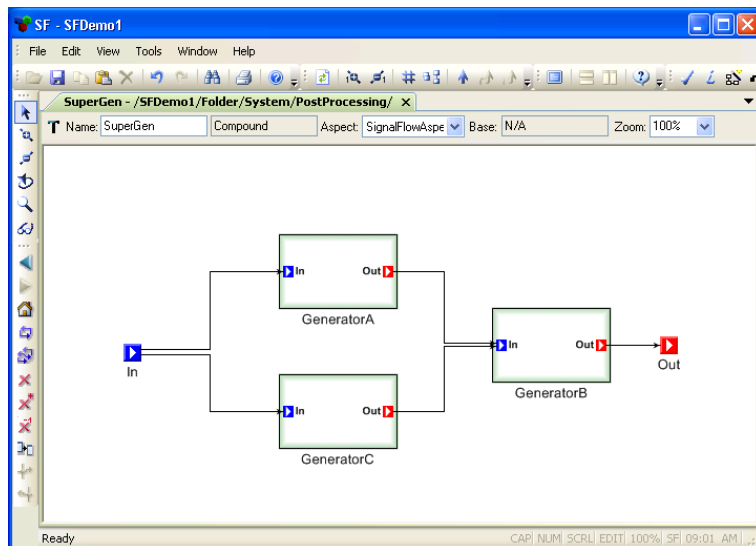 SF - SFDemo1
File Edit View Tools Window Help
SuperGen - /SFDemo1/Folder/System/PostProcessing/
Name: SuperGen Compound Aspect: SignalFlowAspe Base: N/A Zoom: 100%
In Out
GeneratorA
In Out
In
Out
GeneratorB
In Out
GeneratorC
Ready CAP NUM SCRL EDIT 100% SF 09:01 AM